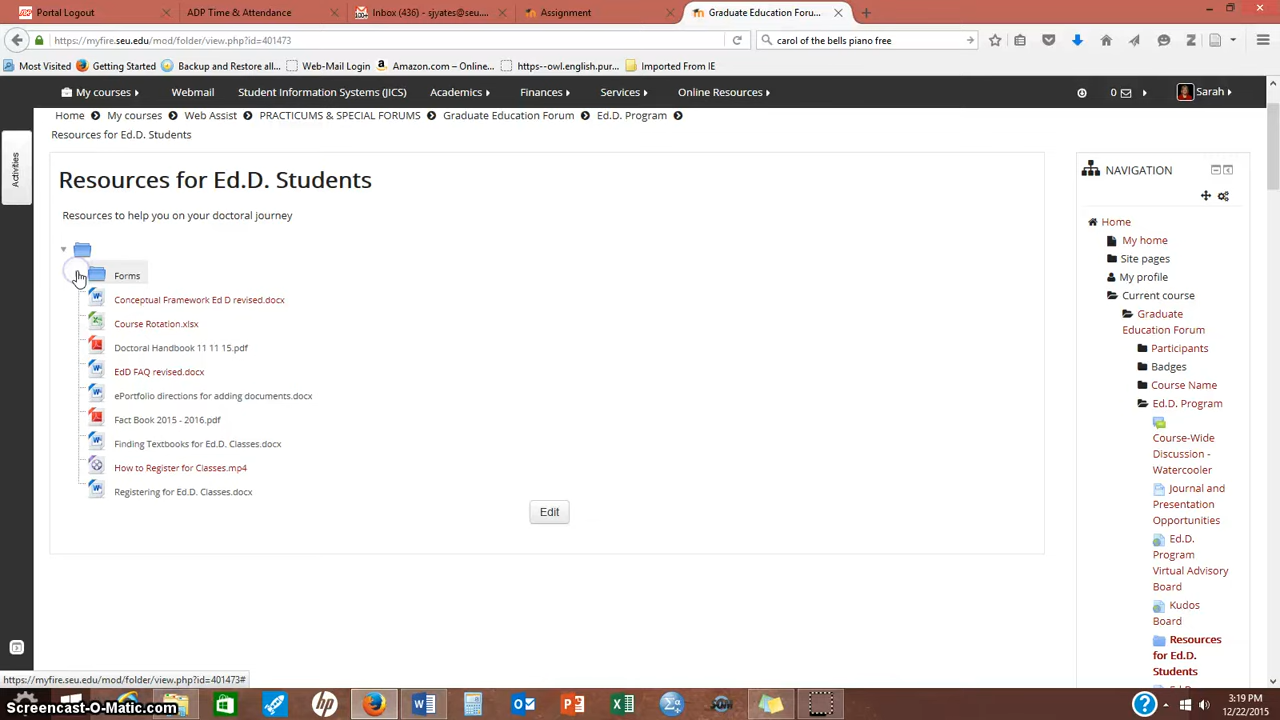 Portal Logout
ADP Time & Attendance
Inbox (436) - sjyates@seu....
Assignment
Graduate Education Forum...
https://myfire.seu.edu/mod/folder/view.php?id=401473
carol of the bells piano free
Most Visited
Getting Started
Backup and Restore all...
Web-Mail Login
Amazon.com – Online...
https--owl.english.pur...
Imported From IE
My courses
Webmail
Student Information Systems (JICS)
Academics
Finances
Services
Online Resources
0
Sarah
Home
My courses
Web Assist
PRACTICUMS & SPECIAL FORUMS
Graduate Education Forum
Ed.D. Program
Resources for Ed.D. Students
Activities
Resources for Ed.D. Students
Resources to help you on your doctoral journey
Forms
Conceptual Framework Ed D revised.docx
Course Rotation.xlsx
Doctoral Handbook 11 11 15.pdf
EdD FAQ revised.docx
ePortfolio directions for adding documents.docx
Fact Book 2015 - 2016.pdf
Finding Textbooks for Ed.D. Classes.docx
How to Register for Classes.mp4
Registering for Ed.D. Classes.docx
Edit
NAVIGATION
Home
My home
Site pages
My profile
Current course
Graduate
Education Forum
Participants
Badges
Course Name
Ed.D. Program
Course-Wide
Discussion -
Watercooler
Journal and
Presentation
Opportunities
Ed.D.
Program
Virtual Advisory
Board
Kudos
Board
Resources
for Ed.D.
Students
https://myfire.seu.edu/mod/folder/view.php?id=401473#
Screencast-O-Matic.com
3:19 PM
12/22/2015